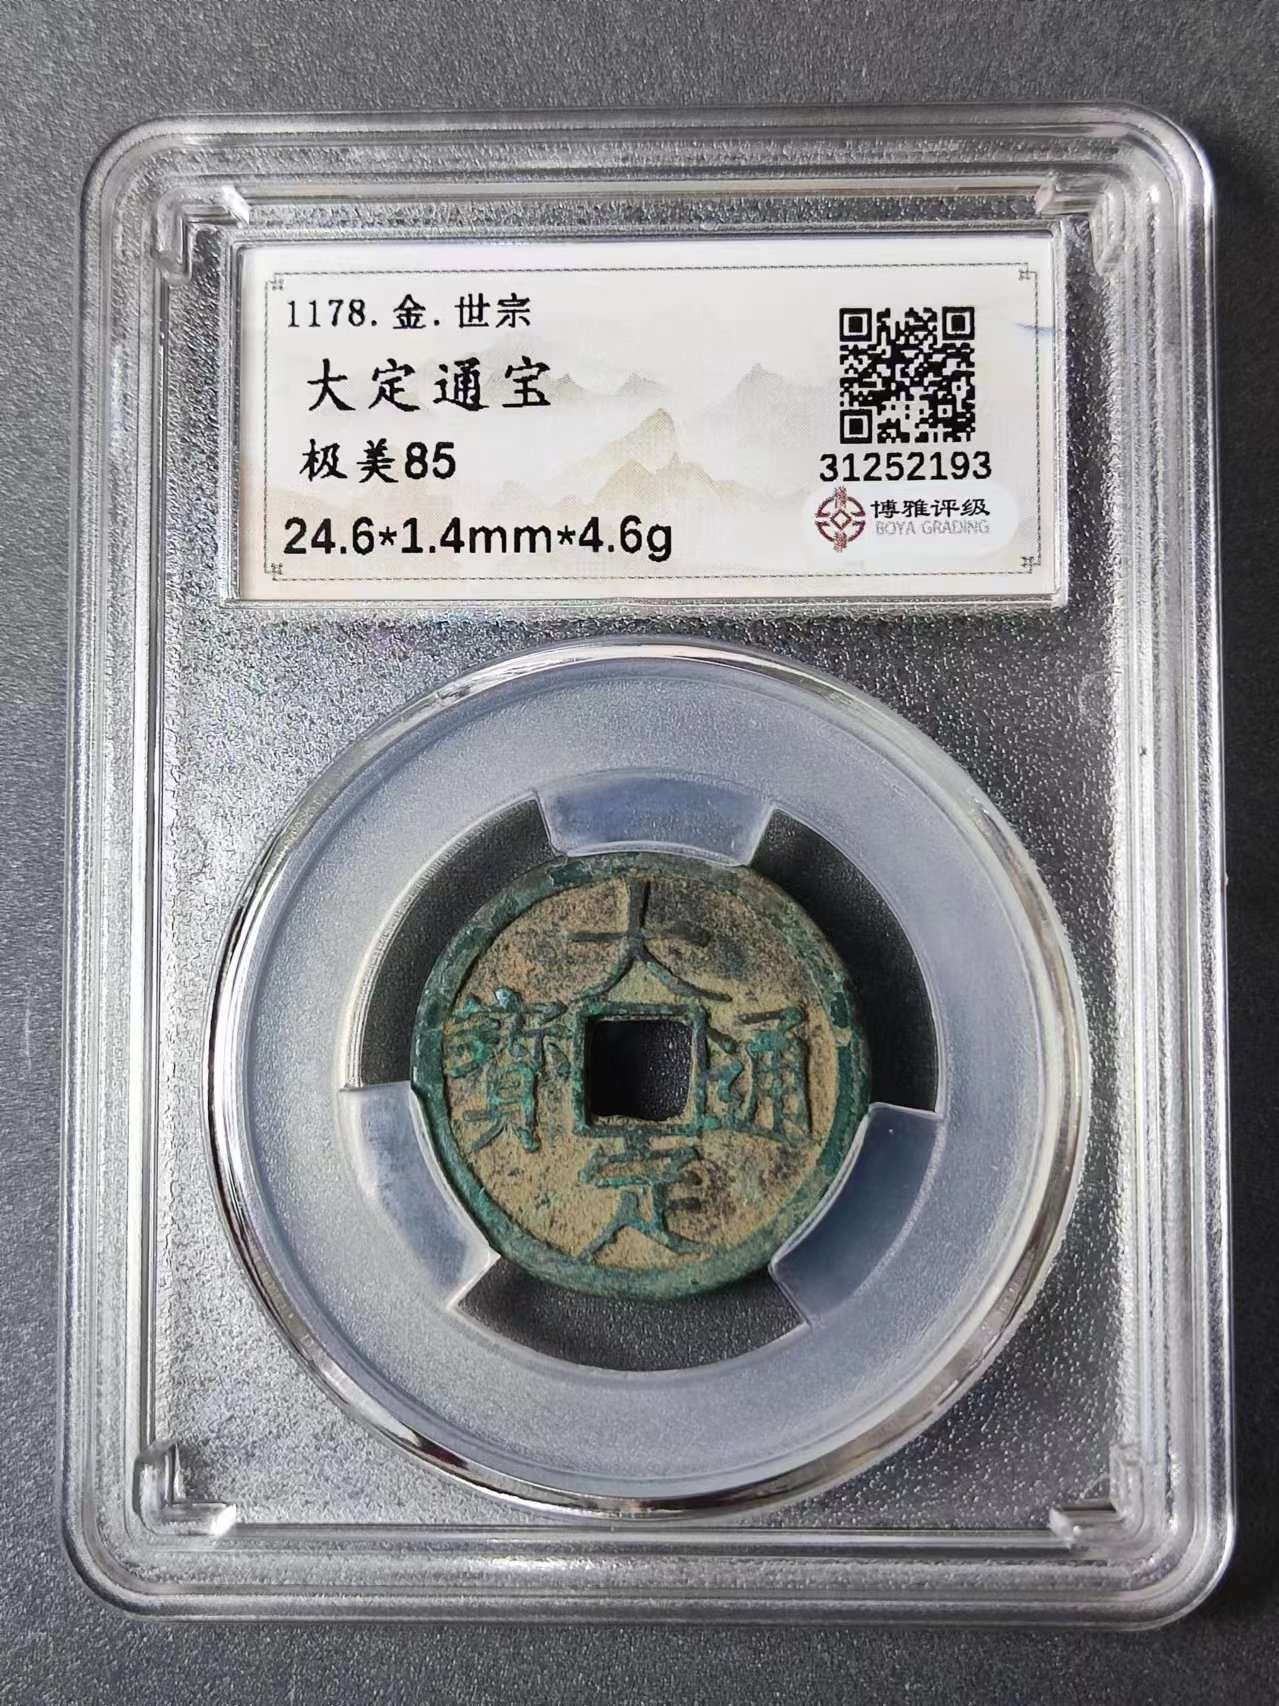 1178.金.世宗
大定通宝
极美85
24.6*1.4mm*4.6g
31252193
博雅评级
BOYA GRADING
大定通寶